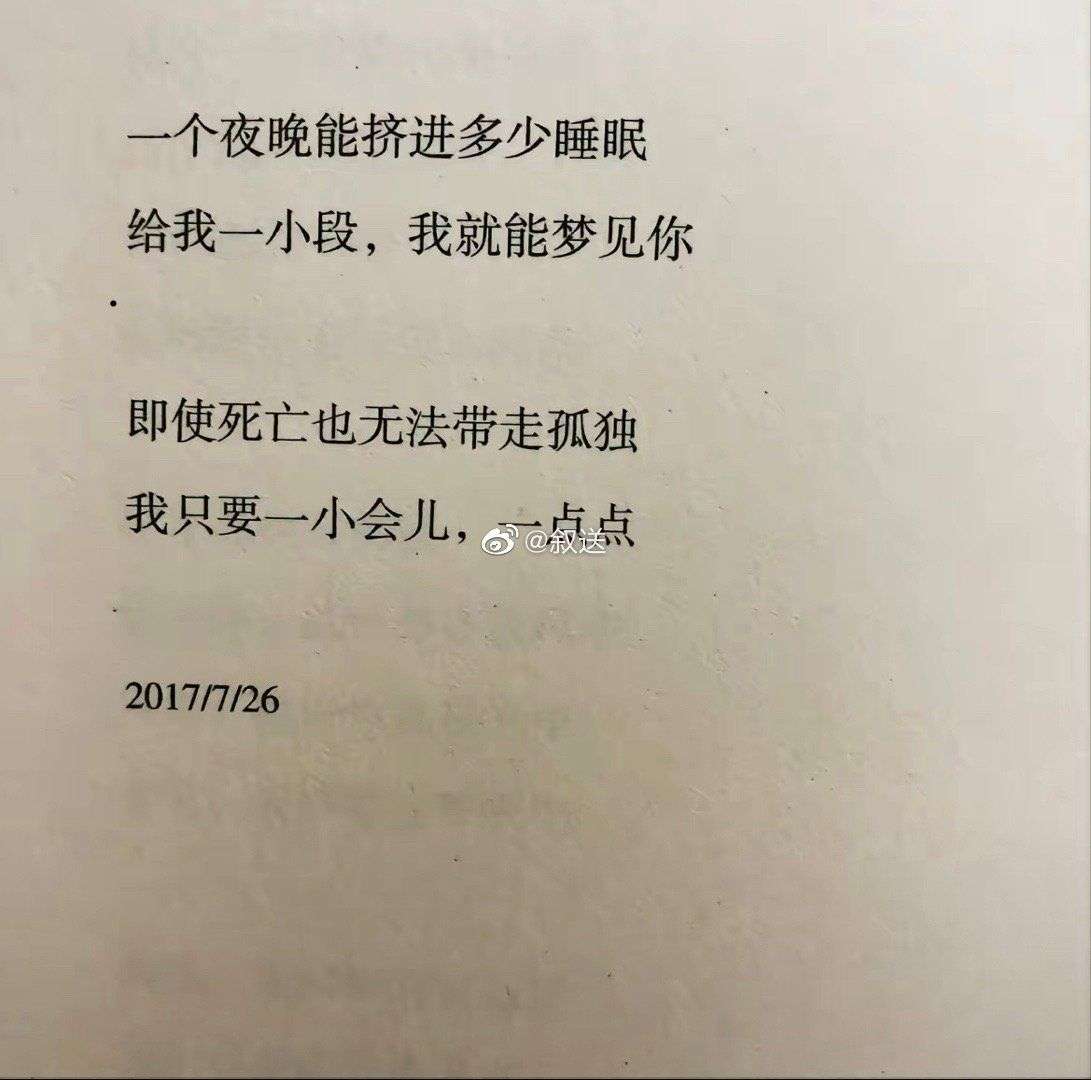 一个夜晚能挤进多少睡眠
给我一小段，我就能梦见你
即使死亡也无法带走孤独
我只要一小会儿，一点点
@叙送
2017/7/26